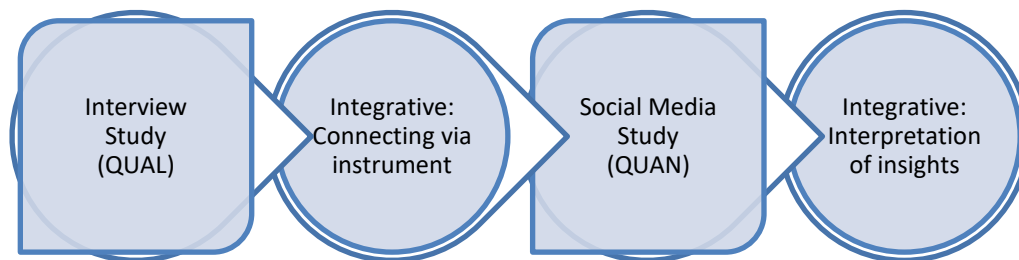 Interview
Study
(QUAL)
Integrative:
Connecting via
instrument
Social Media
Study
(QUAN)
Integrative:
Interpretation
of insights